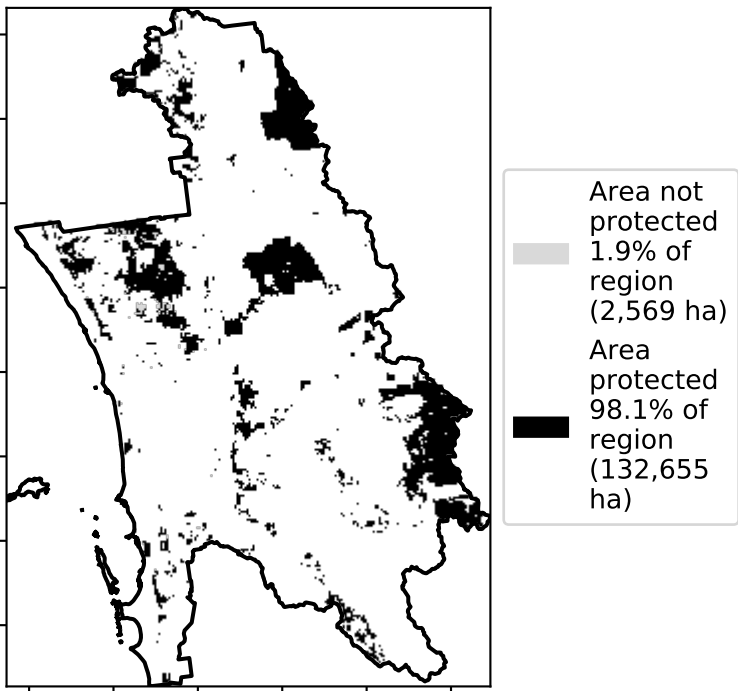 Area not
protected
1.9% of
region
(2,569 ha)
Area
protected
98.1% of
region
(132,655
ha)